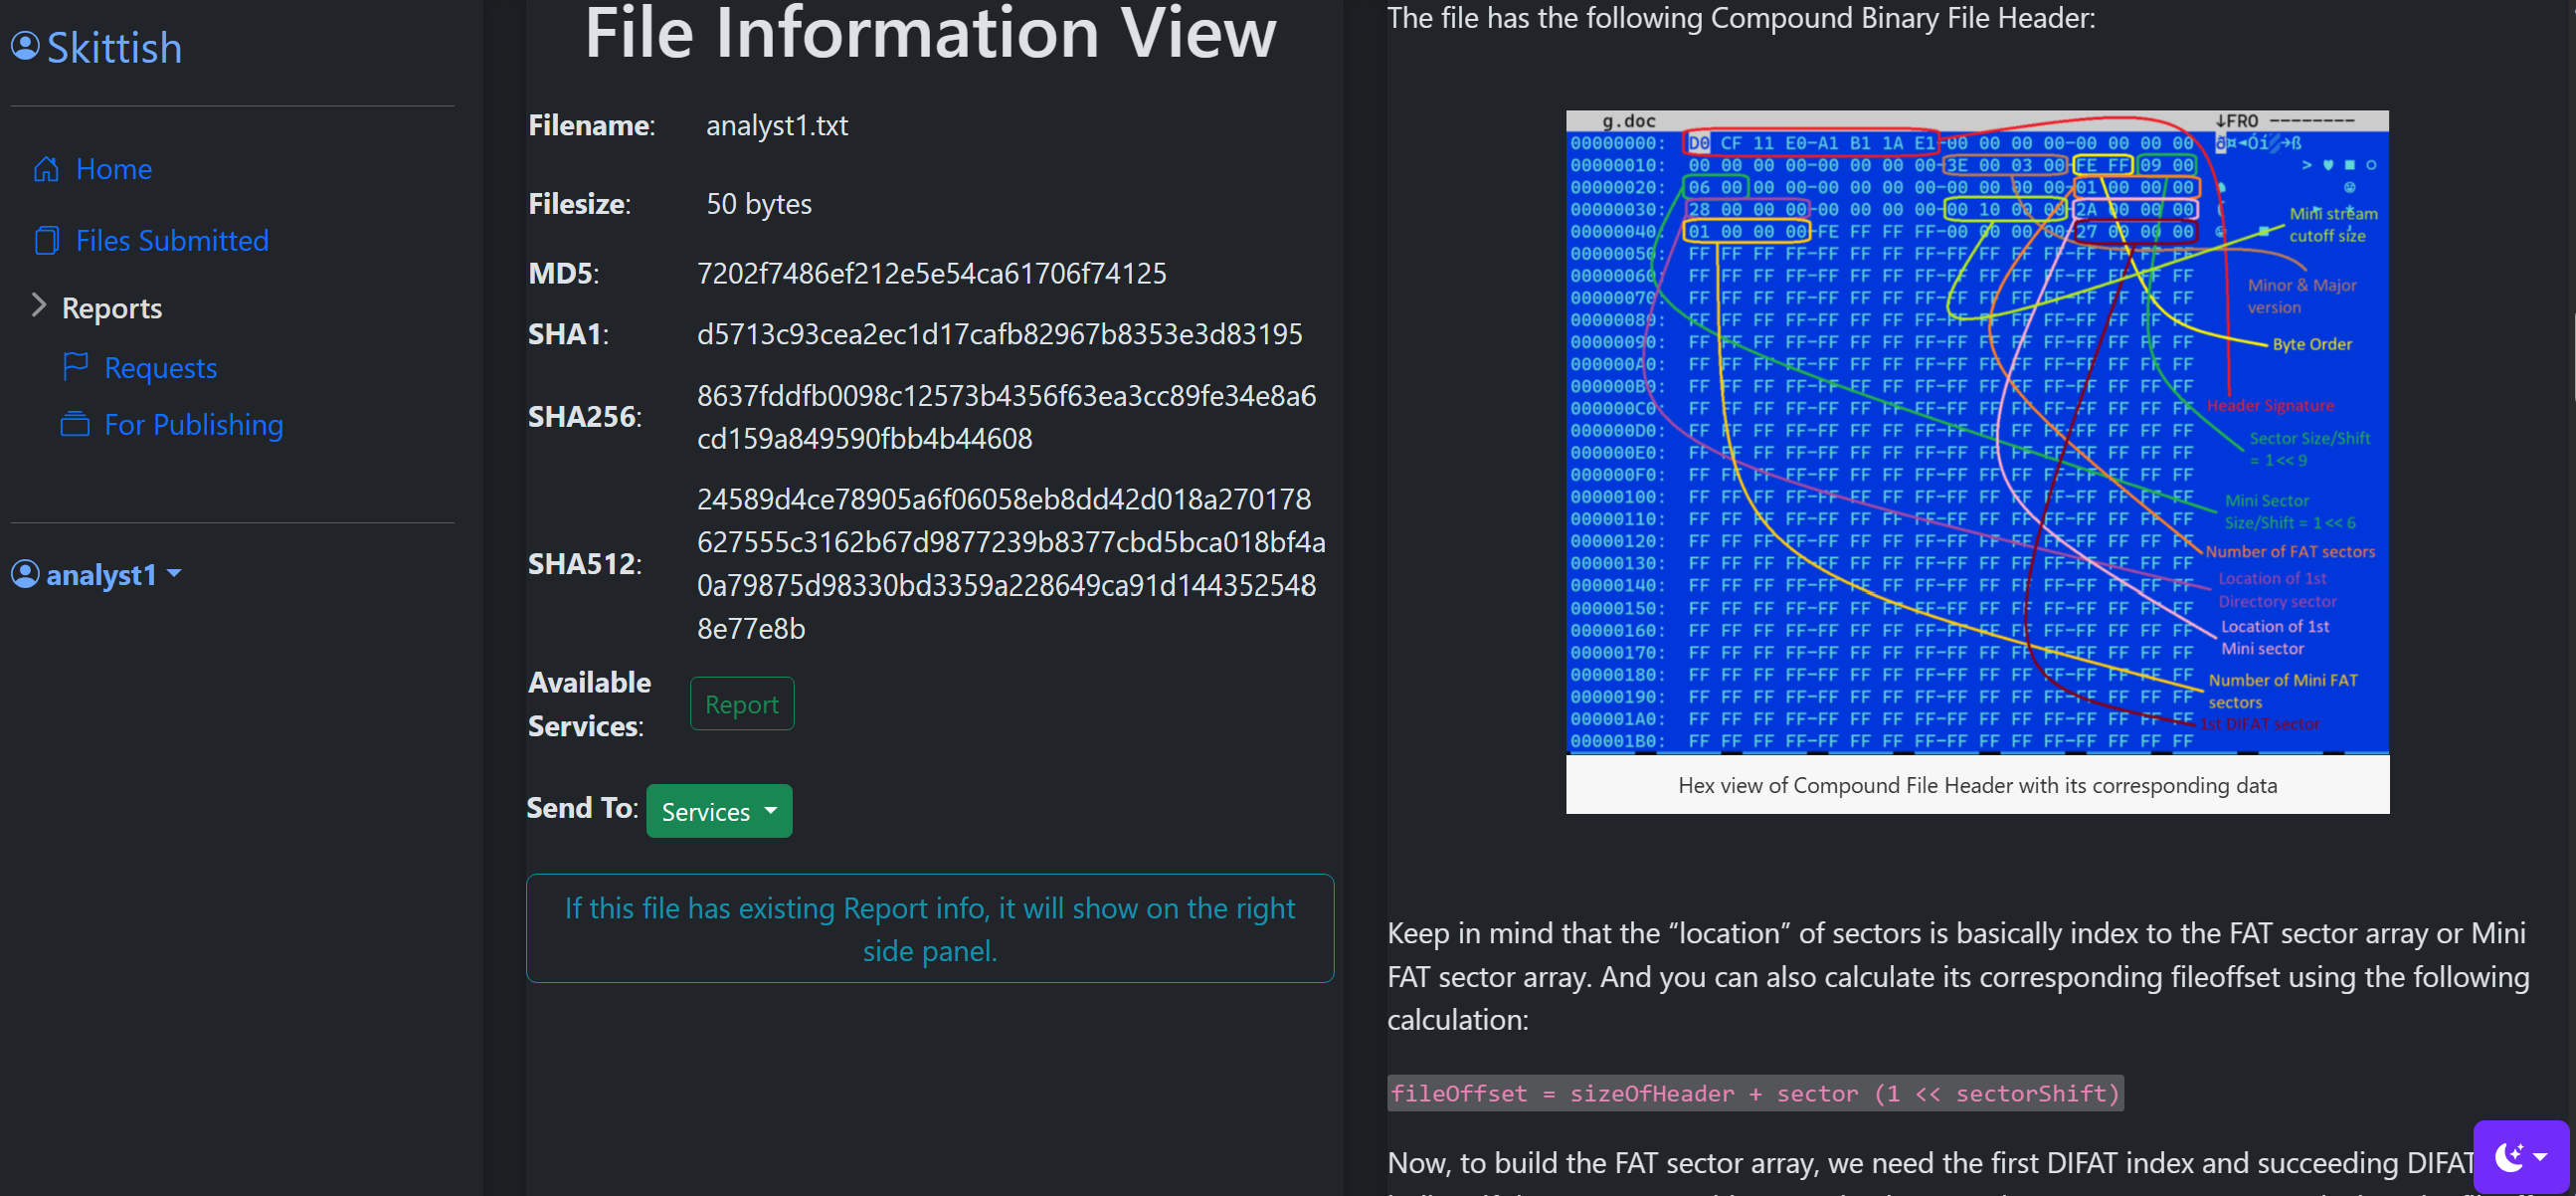 Skittish
Home
Files Submitted
Reports
Requests
For Publishing
analyst1
File Information View
Filename: analyst1.txt
Filesize: 50 bytes
MD5: 7202f7486ef212e5e54ca61706f74125
SHA1: d5713c93cea2ec1d17cafb82967b8353e3d83195
SHA256: 8637fddfb0098c12573b4356f63ea3cc89fe34e8a6
cd159a849590fbb4b44608
SHA512: 24589d4ce78905a6f06058eb8dd42d018a270178
627555c3162b67d9877239b8377cbd5bca018bf4a
0a79875d98330bd3359a228649ca91d144352548
8e77e8b
Available
Services:
Report
Send To: Services
If this file has existing Report info, it will show on the right
side panel.
The file has the following Compound Binary File Header:
g.doc ↓FRO --------
00000000: D0 CF 11 E0-A1 B1 1A E1-00 00 00 00-00 00 00 00
00000010: 00 00 00 00-00 00 00 00-3E 00 03 00-FE FF 09 00
00000020: 06 00 00 00-00 00 00 00-00 00 00 00-01 00 00 00
00000030: 28 00 00 00-00 00 00 00-00 10 00 00-2A 00 00 00
00000040: 01 00 00 00-FE FF FF FF-00 00 00 00-27 00 00 00
00000050: FF FF FF FF-FF FF FF FF-FF FF FF FF-FF FF FF FF
00000060: FF FF FF FF-FF FF FF FF-FF FF FF FF-FF FF FF FF
00000070: FF FF FF FF-FF FF FF FF-FF FF FF FF-FF FF FF FF
00000080: FF FF FF FF-FF FF FF FF-FF FF FF FF-FF FF FF FF
00000090: FF FF FF FF-FF FF FF FF-FF FF FF FF-FF FF FF FF
000000A0: FF FF FF FF-FF FF FF FF-FF FF FF FF-FF FF FF FF
000000B0: FF FF FF FF-FF FF FF FF-FF FF FF FF-FF FF FF FF
000000C0: FF FF FF FF-FF FF FF FF-FF FF FF FF-FF FF FF FF
000000D0: FF FF FF FF-FF FF FF FF-FF FF FF FF-FF FF FF FF
000000E0: FF FF FF FF-FF FF FF FF-FF FF FF FF-FF FF FF FF
000000F0: FF FF FF FF-FF FF FF FF-FF FF FF FF-FF FF FF FF
00000100: FF FF FF FF-FF FF FF FF-FF FF FF FF-FF FF FF FF
00000110: FF FF FF FF-FF FF FF FF-FF FF FF FF-FF FF FF FF
00000120: FF FF FF FF-FF FF FF FF-FF FF FF FF-FF FF FF FF
00000130: FF FF FF FF-FF FF FF FF-FF FF FF FF-FF FF FF FF
00000140: FF FF FF FF-FF FF FF FF-FF FF FF FF-FF FF FF FF
00000150: FF FF FF FF-FF FF FF FF-FF FF FF FF-FF FF FF FF
00000160: FF FF FF FF-FF FF FF FF-FF FF FF FF-FF FF FF FF
00000170: FF FF FF FF-FF FF FF FF-FF FF FF FF-FF FF FF FF
00000180: FF FF FF FF-FF FF FF FF-FF FF FF FF-FF FF FF FF
00000190: FF FF FF FF-FF FF FF FF-FF FF FF FF-FF FF FF FF
000001A0: FF FF FF FF-FF FF FF FF-FF FF FF FF-FF FF FF FF
000001B0: FF FF FF FF-FF FF FF FF-FF FF FF FF-FF FF FF FF
Mini stream
cutoff size
Minor & Major
version
Byte Order
Header Signature
Sector Size/Shift
= 1 << 9
Mini Sector
Size/Shift = 1 << 6
Number of FAT sectors
Location of 1st
Directory sector
Location of 1st
Mini sector
Number of Mini FAT
sectors
1st DIFAT sector
Hex view of Compound File Header with its corresponding data
Keep in mind that the “location” of sectors is basically index to the FAT sector array or Mini
FAT sector array. And you can also calculate its corresponding fileoffset using the following
calculation:
fileOffset = sizeOfHeader + sector (1 << sectorShift)
Now, to build the FAT sector array, we need the first DIFAT index and succeeding DIFAT